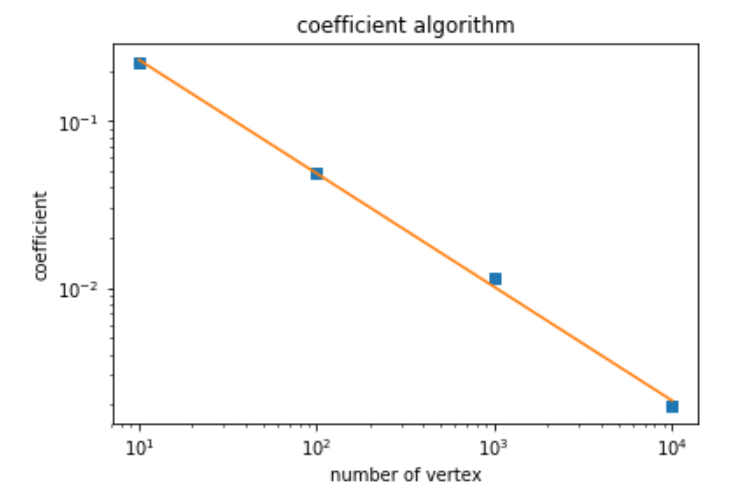 coefficient algorithm
coefficient
10⁻¹
10⁻²
10¹ 10² 10³ 10⁴
number of vertex